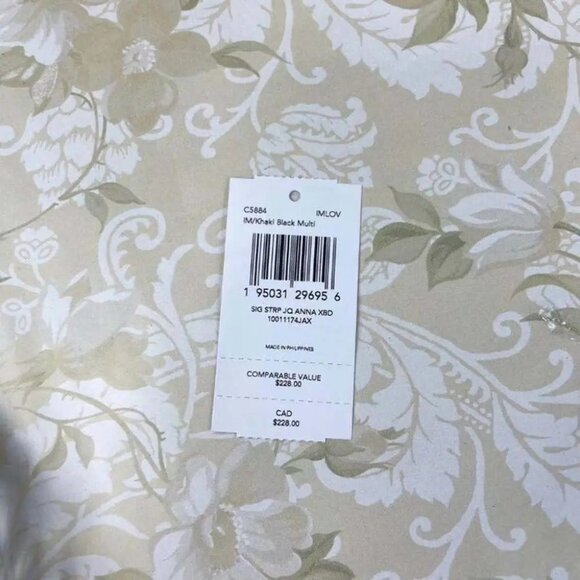 C5884 IMLOV
IM/Khaki Black Multi
1 95031 29695 6
SIG STRP JQ ANNA XBD
10011174JAX
MADE IN PHILIPPINES
COMPARABLE VALUE
$228.00
CAD
$228.00